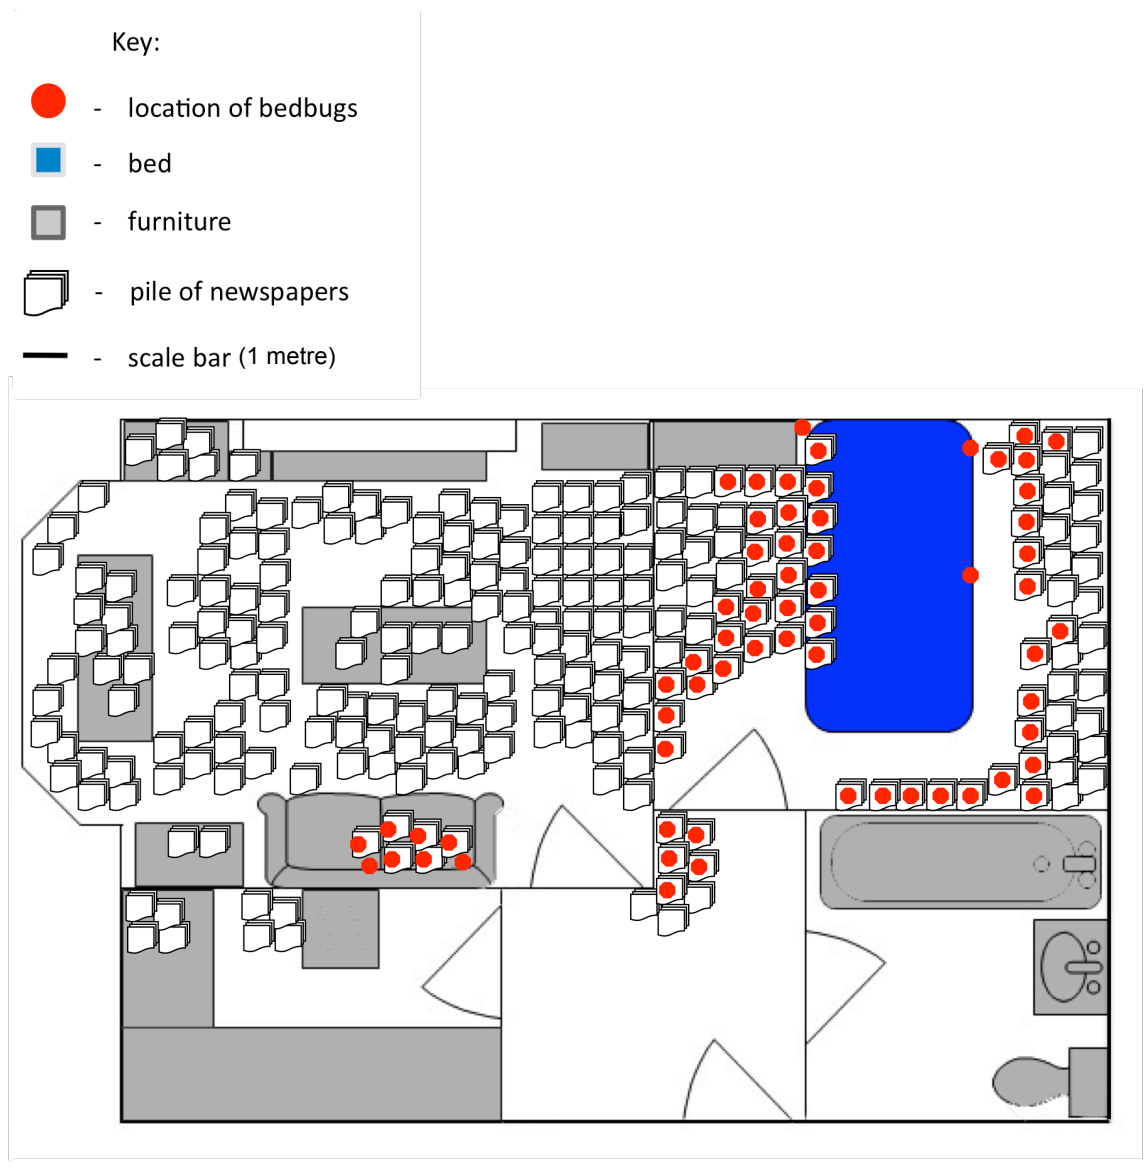 Key:
- location of bedbugs
- bed
- furniture
- pile of newspapers
- scale bar (1 metre)